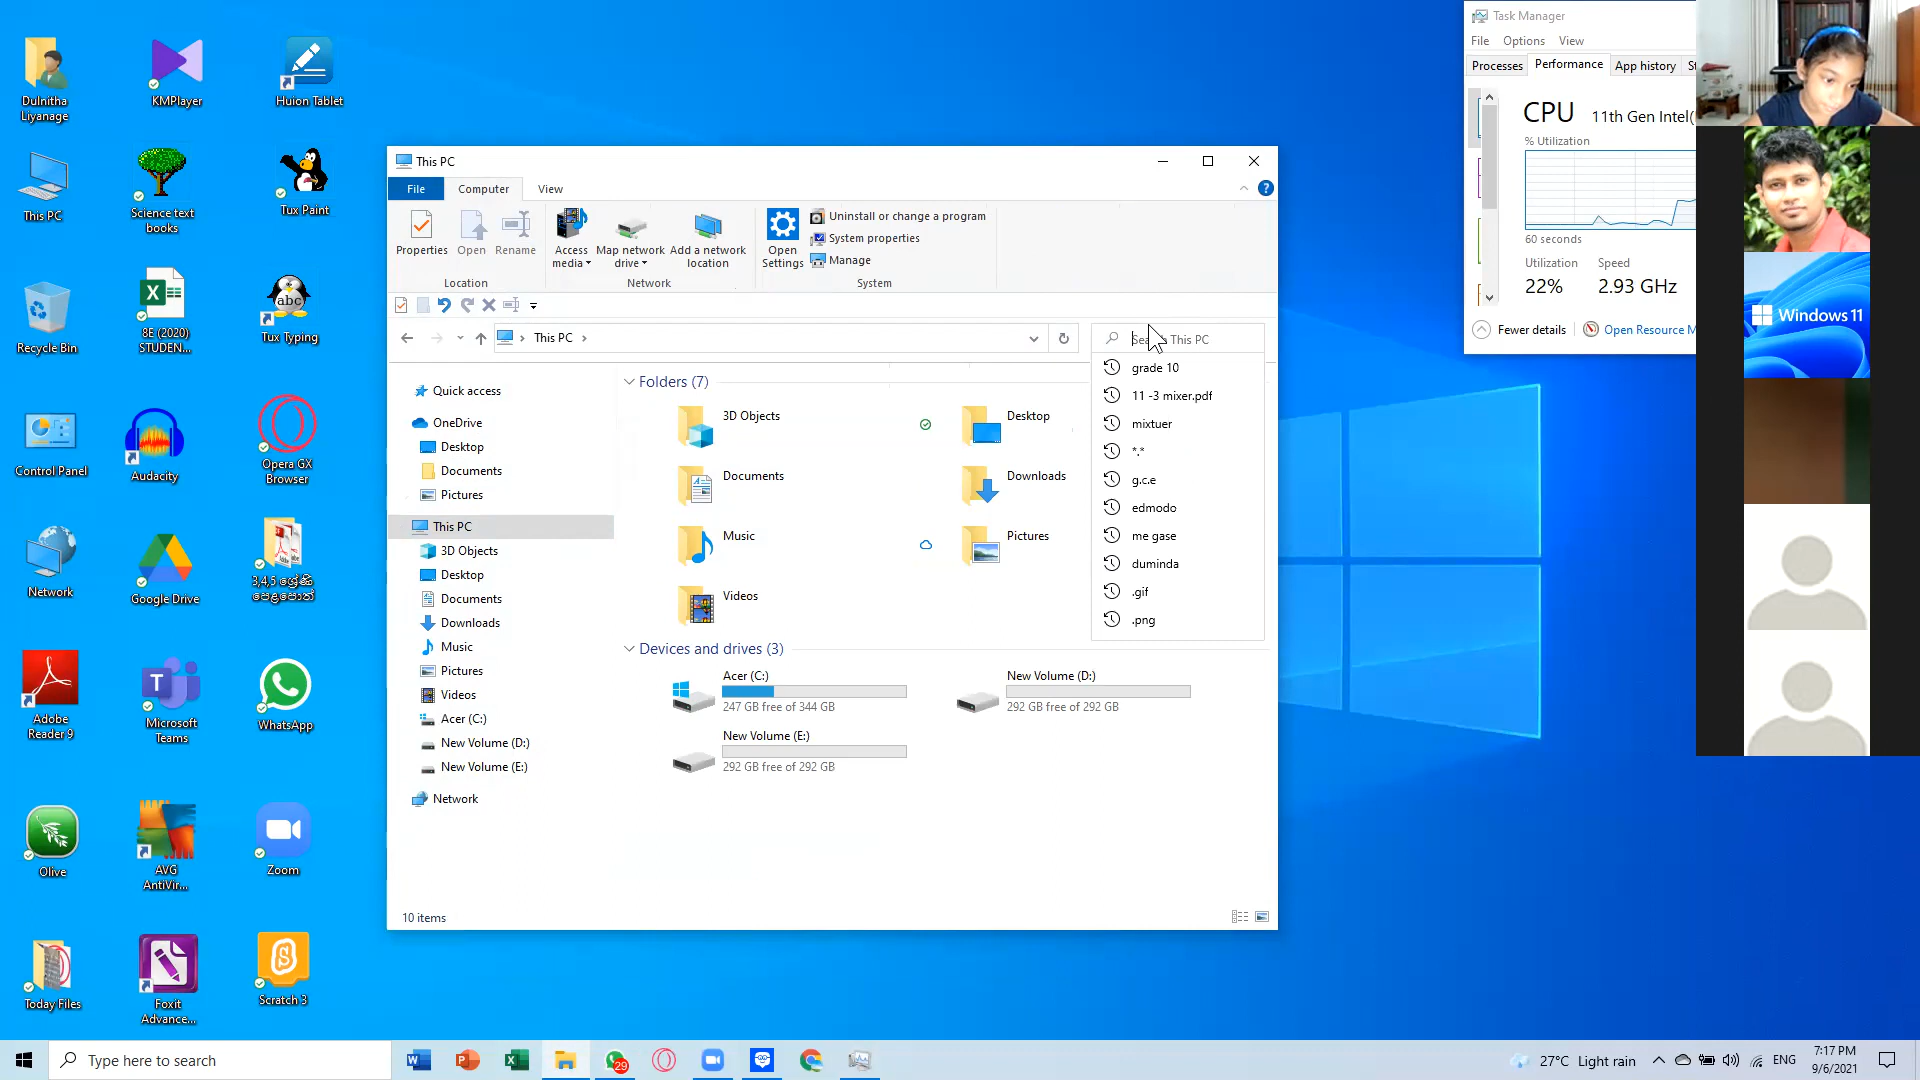 Dulnitha
Liyanage
KMPlayer
Huion Tablet
This PC
Science text
books
Tux Paint
Recycle Bin
8E (2020)
STUDEN...
abc
Tux Typing
Control Panel
Audacity
Opera GX
Browser
Network
Google Drive
3,4,5 ශ්‍රේණි
පෙළපොත්
Adobe
Reader 9
Microsoft
Teams
WhatsApp
Olive
AVG
AntiVir...
Zoom
Today Files
Foxit
Advance...
Scratch 3
This PC
File
Computer
View
Properties
Open
Rename
Location
Access
media
Map network
drive
Add a network
location
Network
Open
Settings
Uninstall or change a program
System properties
Manage
System
This PC
This PC
grade 10
11 -3 mixer.pdf
mixtuer
*.*
g.c.e
edmodo
me gase
duminda
.gif
.png
Quick access
OneDrive
Desktop
Documents
Pictures
This PC
3D Objects
Desktop
Documents
Downloads
Music
Pictures
Videos
Acer (C:)
New Volume (D:)
New Volume (E:)
Network
Folders (7)
3D Objects
Desktop
Documents
Downloads
Music
Pictures
Videos
Devices and drives (3)
Acer (C:)
247 GB free of 344 GB
New Volume (D:)
292 GB free of 292 GB
New Volume (E:)
292 GB free of 292 GB
10 items
Task Manager
File Options View
Processes Performance App history
CPU 11th Gen Intel(
% Utilization
60 seconds
Utilization Speed
22% 2.93 GHz
Fewer details Open Resource M
Windows 11
Type here to search
29
27°C Light rain
ENG
7:17 PM
9/6/2021